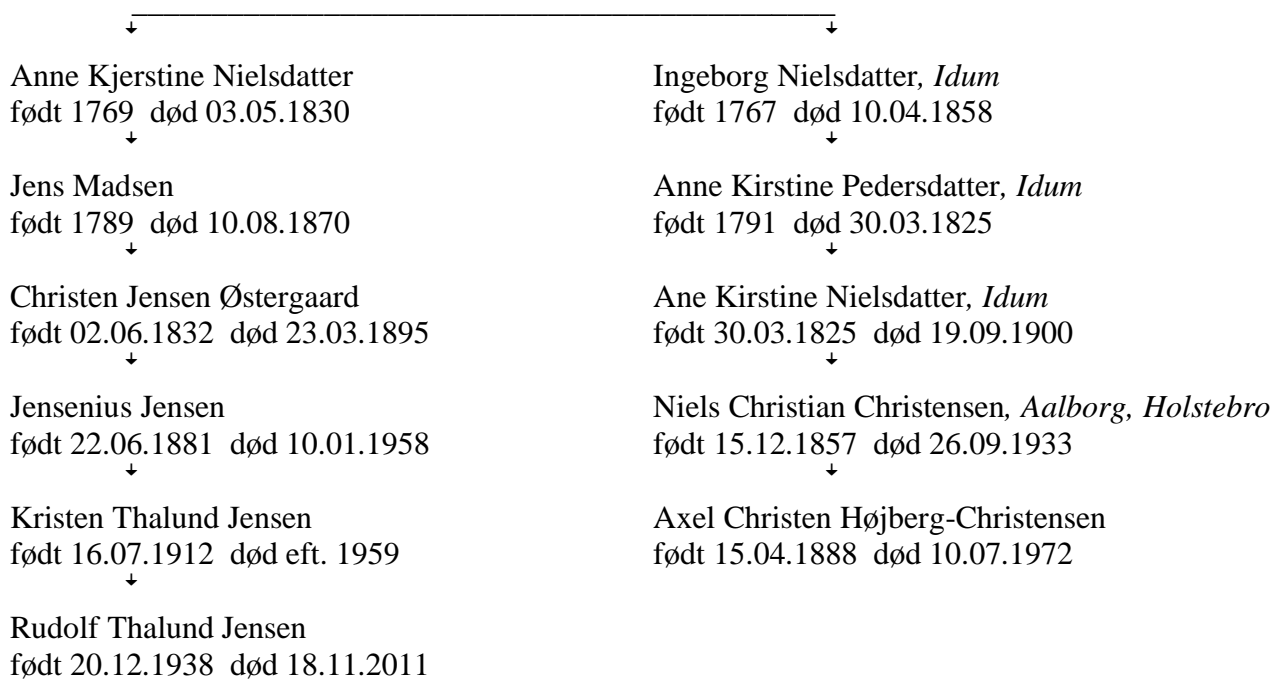 Anne Kjerstine Nielsdatter
født 1769 død 03.05.1830
Jens Madsen
født 1789 død 10.08.1870
Christen Jensen Østergaard
født 02.06.1832 død 23.03.1895
Jensenius Jensen
født 22.06.1881 død 10.01.1958
Kristen Thalund Jensen
født 16.07.1912 død eft. 1959
Rudolf Thalund Jensen
født 20.12.1938 død 18.11.2011
Ingeborg Nielsdatter, Idum
født 1767 død 10.04.1858
Anne Kirstine Pedersdatter, Idum
født 1791 død 30.03.1825
Ane Kirstine Nielsdatter, Idum
født 30.03.1825 død 19.09.1900
Niels Christian Christensen, Aalborg, Holstebro
født 15.12.1857 død 26.09.1933
Axel Christen Højberg-Christensen
født 15.04.1888 død 10.07.1972